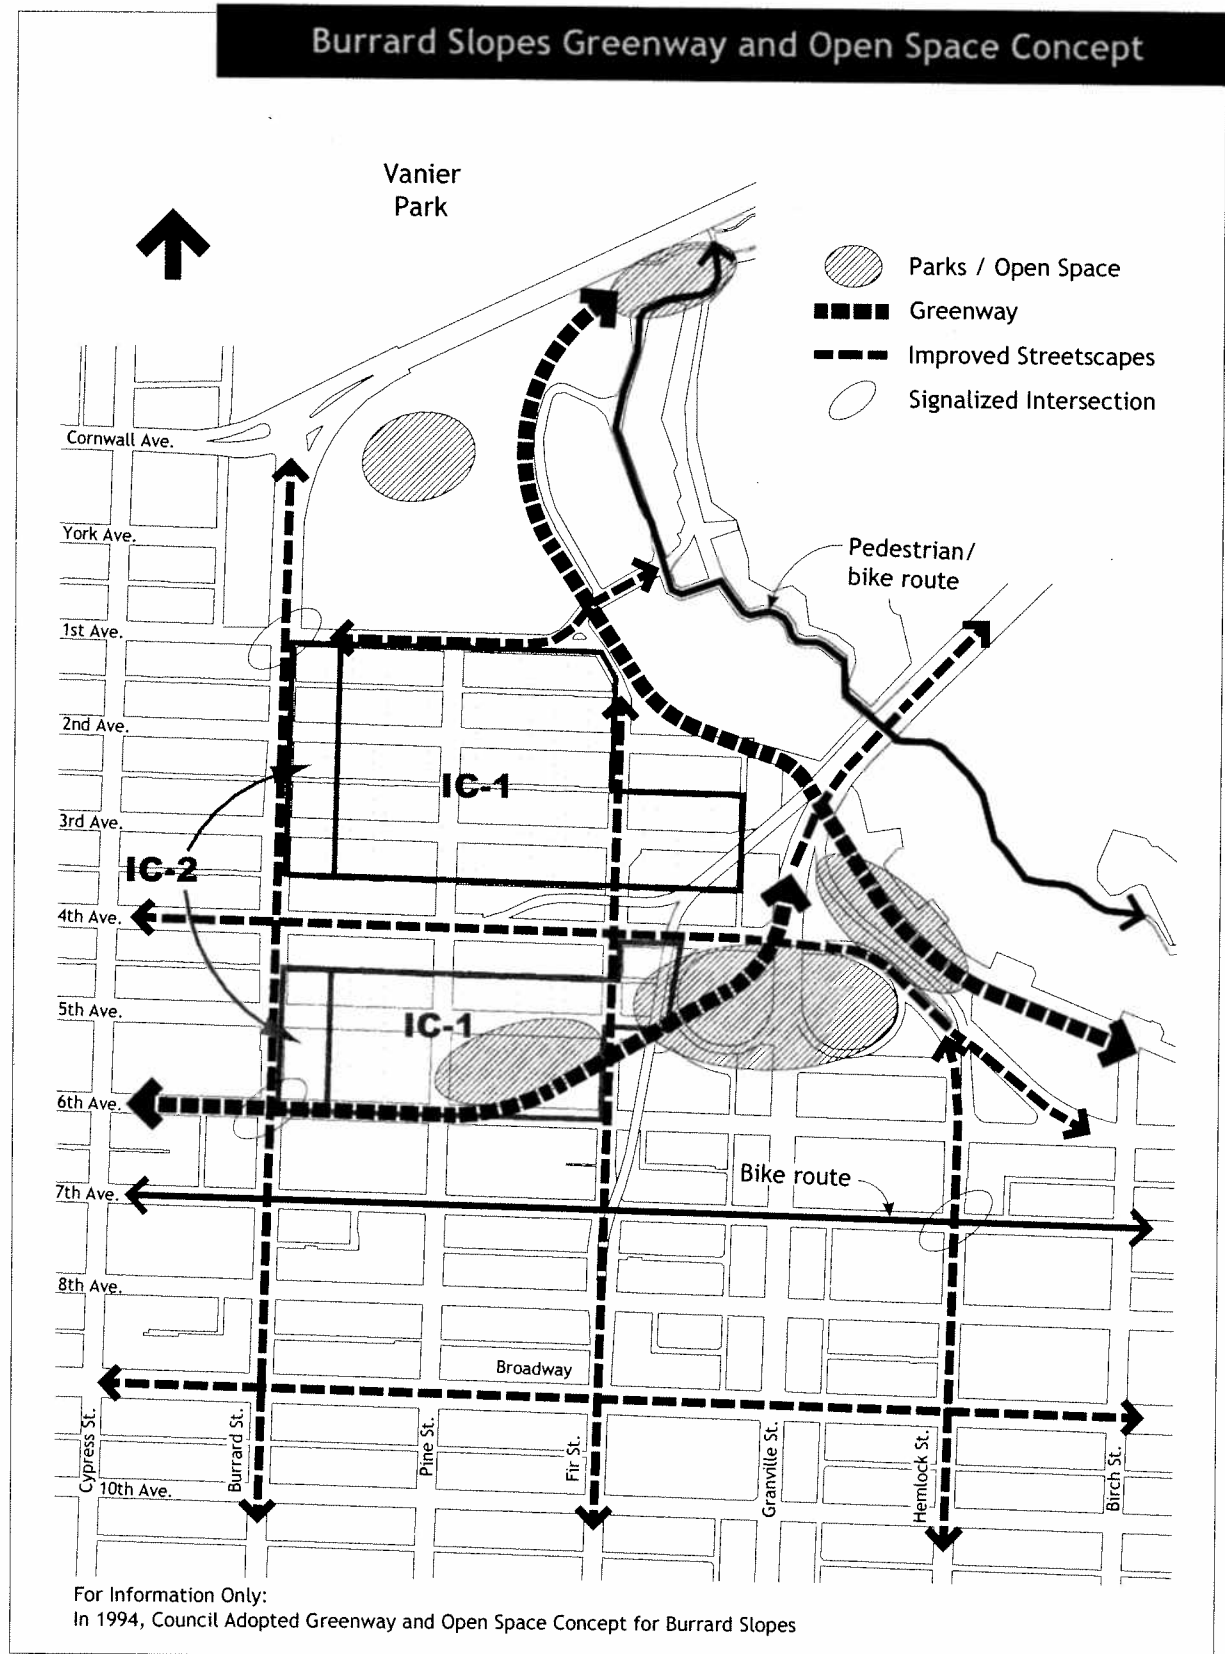 Burrard Slopes Greenway and Open Space Concept
Vanier
Park
Parks / Open Space
Greenway
Improved Streetscapes
Signalized Intersection
Cornwall Ave.
York Ave.
Pedestrian/
bike route
1st Ave.
2nd Ave.
IC-1
3rd Ave.
IC-2
4th Ave.
5th Ave.
IC-1
6th Ave.
Bike route
7th Ave.
8th Ave.
Broadway
Cypress St.
Burrard St.
Pine St.
Fir St.
Granville St.
Hemlock St.
Birch St.
10th Ave.
For Information Only:
In 1994, Council Adopted Greenway and Open Space Concept for Burrard Slopes